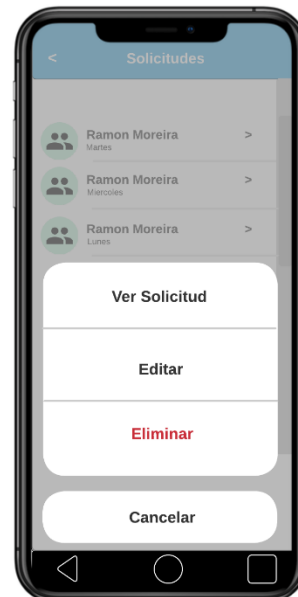 < Solicitudes
Ramon Moreira >
Martes
Ramon Moreira >
Miercoles
Ramon Moreira >
Lunes
Ver Solicitud
Editar
Eliminar
Cancelar